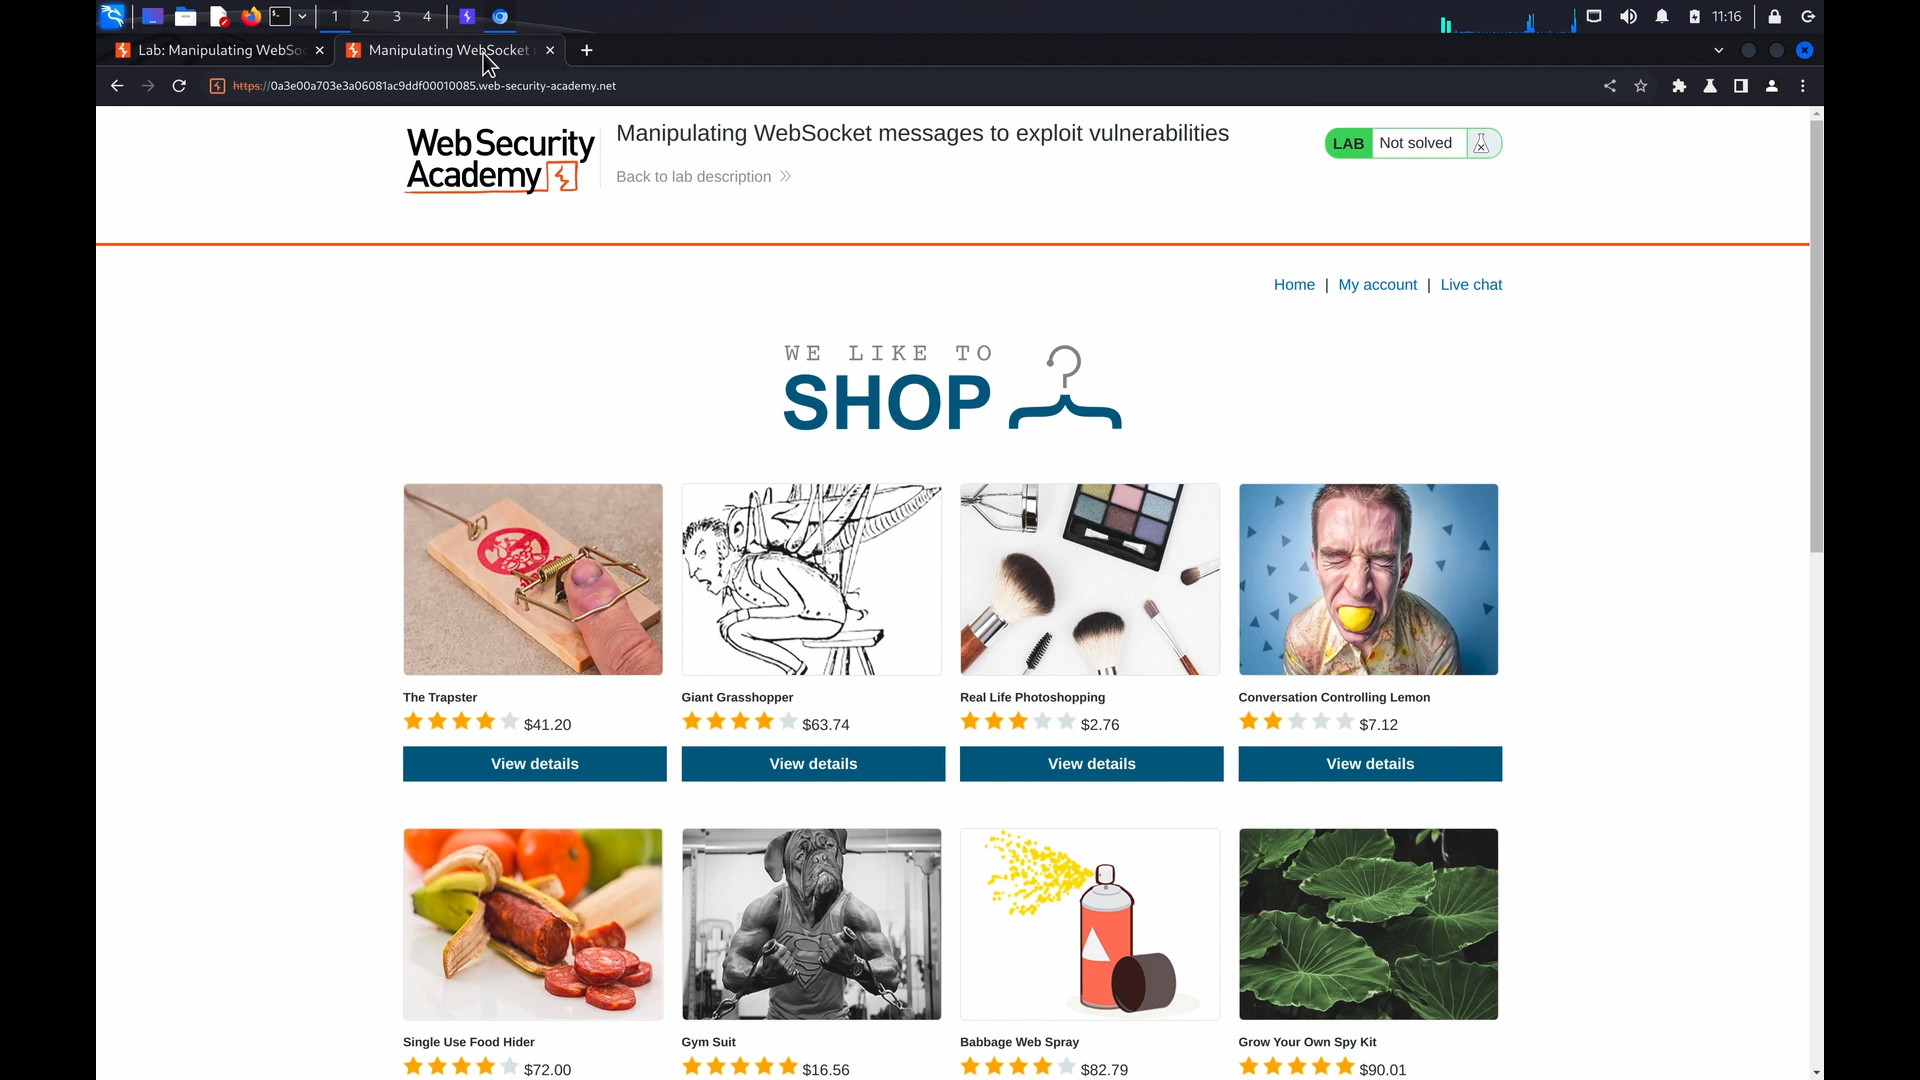 1 2 3 4 11:16
Lab: Manipulating WebSoc
Manipulating WebSocket
https://0a3e00a703e3a06081ac9ddf00010085.web-security-academy.net
Web Security
Academy
Manipulating WebSocket messages to exploit vulnerabilities
Back to lab description
LAB Not solved
Home | My account | Live chat
WE LIKE TO
SHOP
The Trapster
$41.20
View details
Giant Grasshopper
$63.74
View details
Real Life Photoshopping
$2.76
View details
Conversation Controlling Lemon
$7.12
View details
Single Use Food Hider
$72.00
Gym Suit
$16.56
Babbage Web Spray
$82.79
Grow Your Own Spy Kit
$90.01